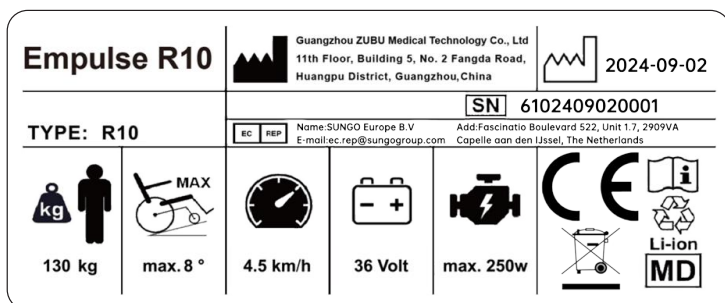 Empulse R10
Guangzhou ZUBU Medical Technology Co., Ltd
11th Floor, Building 5, No. 2 Fangda Road,
Huangpu District, Guangzhou,China
2024-09-02
SN 6102409020001
TYPE: R10
EC REP
Name:SUNGO Europe B.V
E-mail:ec.rep@sungogroup.com
Add:Fascinatio Boulevard 522, Unit 1.7, 2909VA
Capelle aan den IJssel, The Netherlands
kg
130 kg
MAX
max. 8 °
4.5 km/h
36 Volt
max. 250w
CE
i
Li-ion
MD